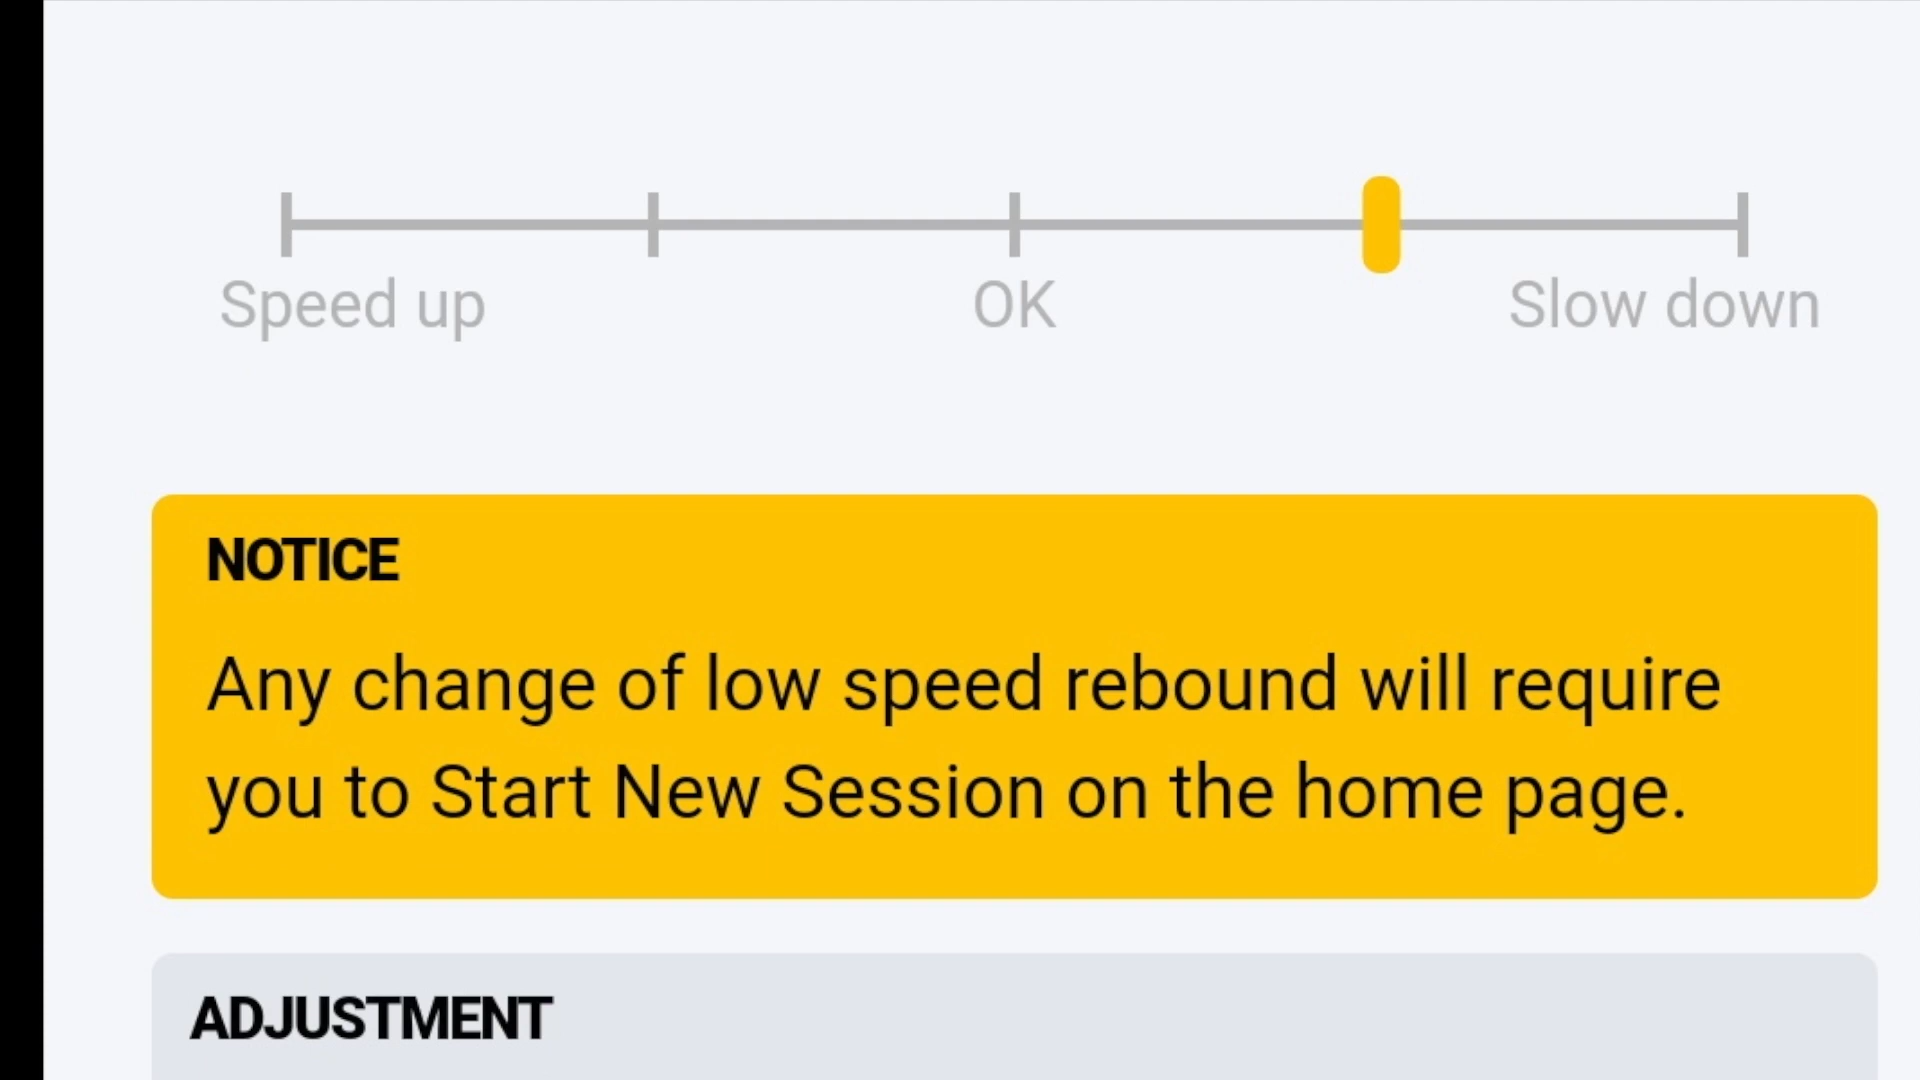 Speed up OK Slow down
NOTICE
Any change of low speed rebound will require
you to Start New Session on the home page.
ADJUSTMENT